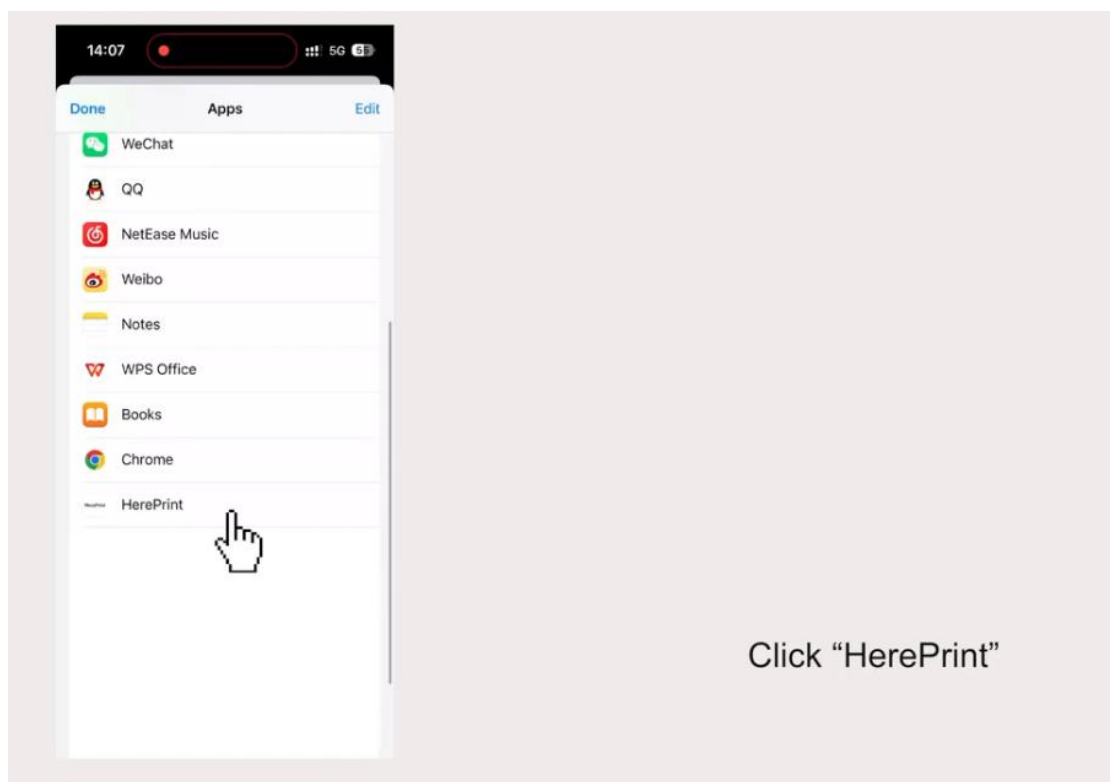 14:07
5G
Done
Apps
Edit
WeChat
QQ
NetEase Music
Weibo
Notes
WPS Office
Books
Chrome
HerePrint
Click “HerePrint”